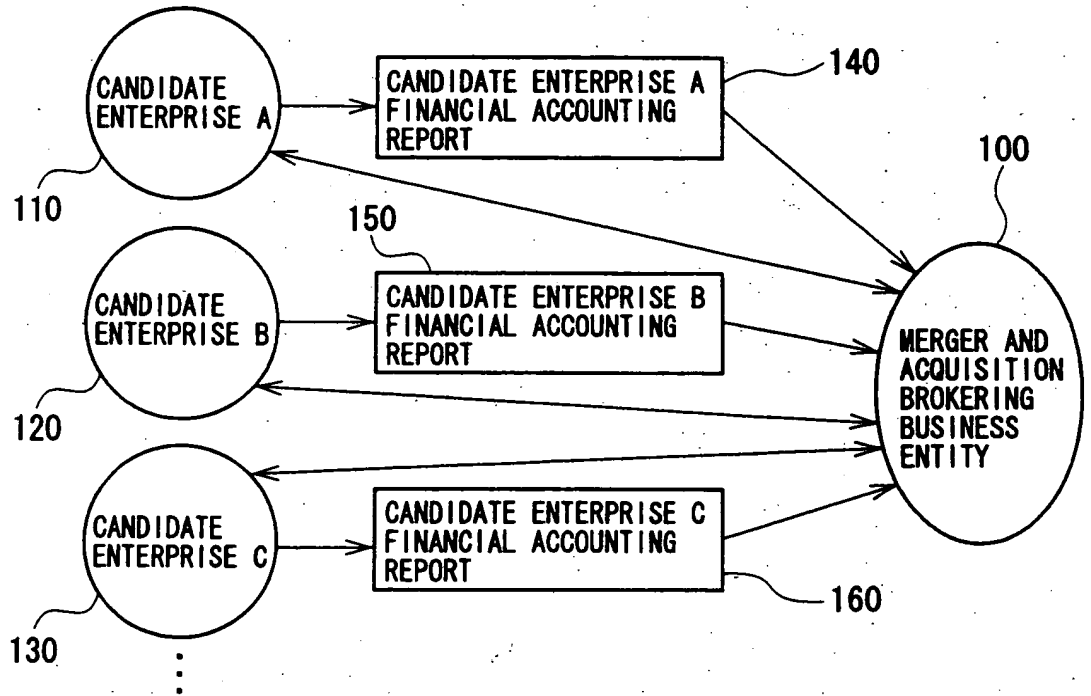 CANDIDATE
ENTERPRISE A
110
CANDIDATE ENTERPRISE A
FINANCIAL ACCOUNTING
REPORT
140
100
CANDIDATE
ENTERPRISE B
120
150
CANDIDATE ENTERPRISE B
FINANCIAL ACCOUNTING
REPORT
MERGER AND
ACQUISITION
BROKERING
BUSINESS
ENTITY
CANDIDATE
ENTERPRISE C
130
CANDIDATE ENTERPRISE C
FINANCIAL ACCOUNTING
REPORT
160